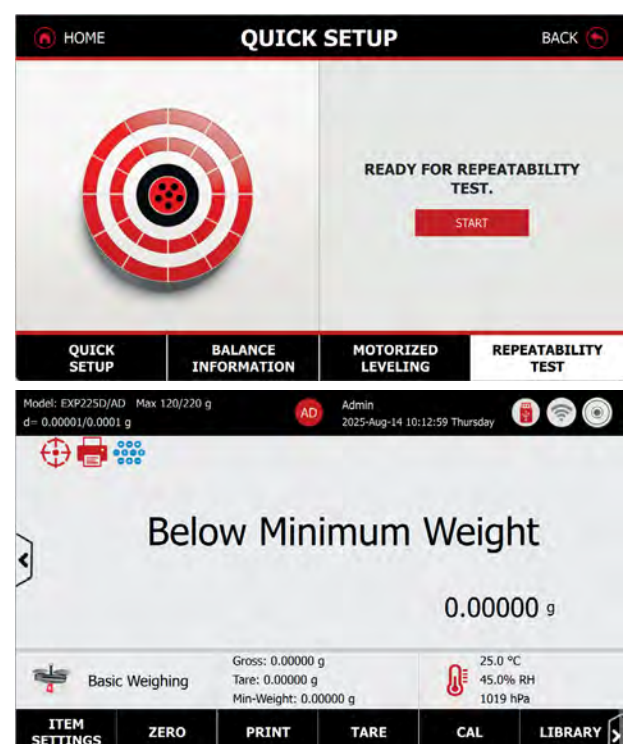 HOME
QUICK SETUP
BACK
READY FOR REPEATABILITY
TEST.
START
QUICK
SETUP
BALANCE
INFORMATION
MOTORIZED
LEVELING
REPEATABILITY
TEST
Model: EXP225D/AD Max 120/220 g
d= 0.00001/0.0001 g
AD
Admin
2025-Aug-14 10:12:59 Thursday
Below Minimum Weight
0.00000 g
Basic Weighing
Gross: 0.00000 g
Tare: 0.00000 g
Min-Weight: 0.00000 g
25.0 °C
45.0% RH
1019 hPa
ITEM
SETTINGS
ZERO
PRINT
TARE
CAL
LIBRARY